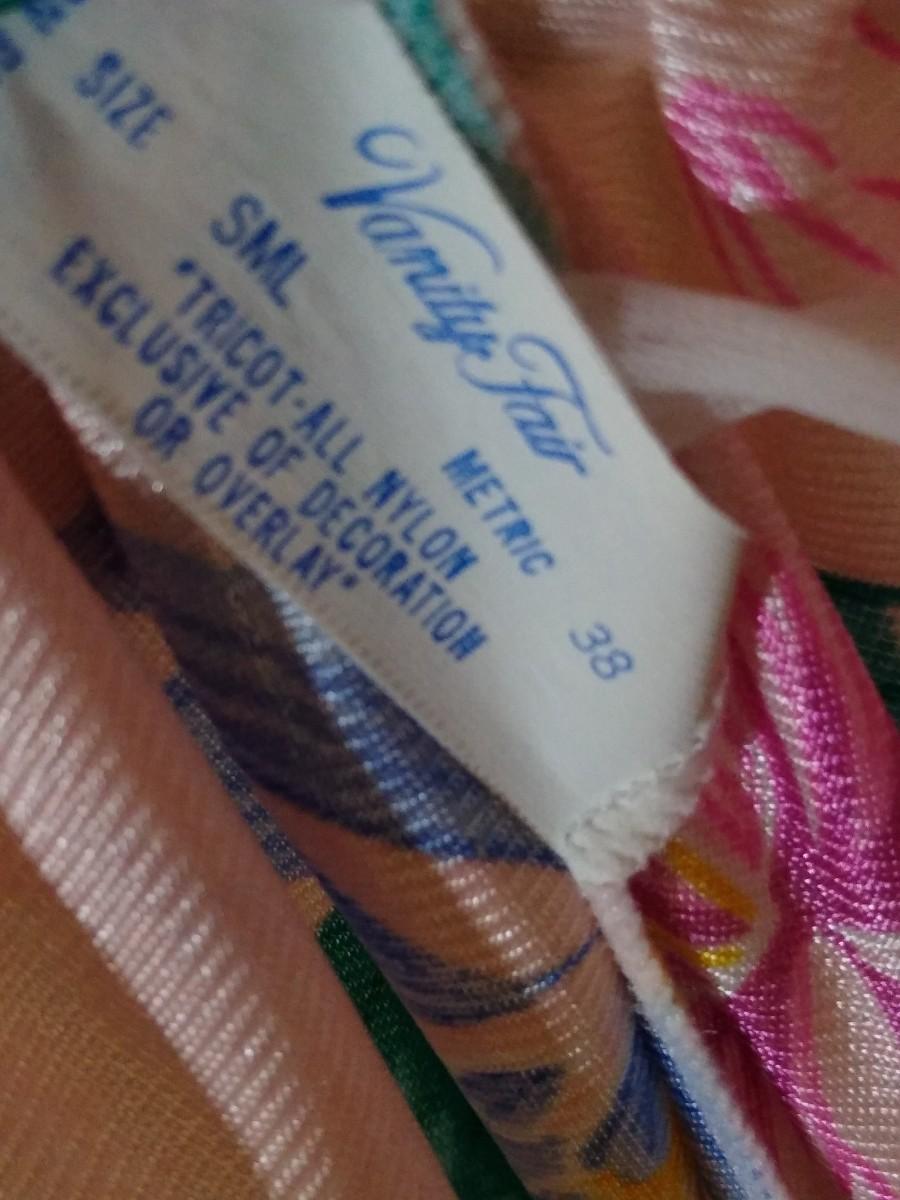 Vanity Fair
SIZE
SML
METRIC
38
"TRICOT-ALL NYLON
EXCLUSIVE OF DECORATION
OR OVERLAY"